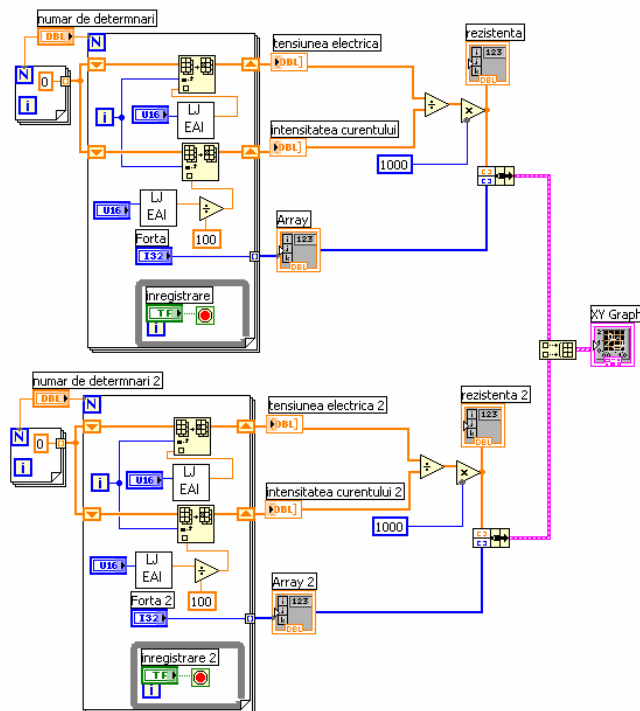 numar de determnari
DBL
N
N
i
0
i
U16
LJ
EAI
U16
LJ
EAI
÷
100
Forta
I32
inregistrare
TF
i
tensiunea electrica
DBL]
intensitatea curentului
DBL]
÷
×
1000
rezistenta
i 123
j
k
DBL
Array
i 123
j
k
DBL
XY Graph
numar de determnari 2
DBL
N
N
i
0
i
U16
LJ
EAI
U16
LJ
EAI
÷
100
Forta 2
I32
inregistrare 2
TF
i
tensiunea electrica 2
DBL]
intensitatea curentului 2
DBL]
÷
×
1000
rezistenta 2
i 123
j
k
DBL
Array 2
i 123
j
k
DBL